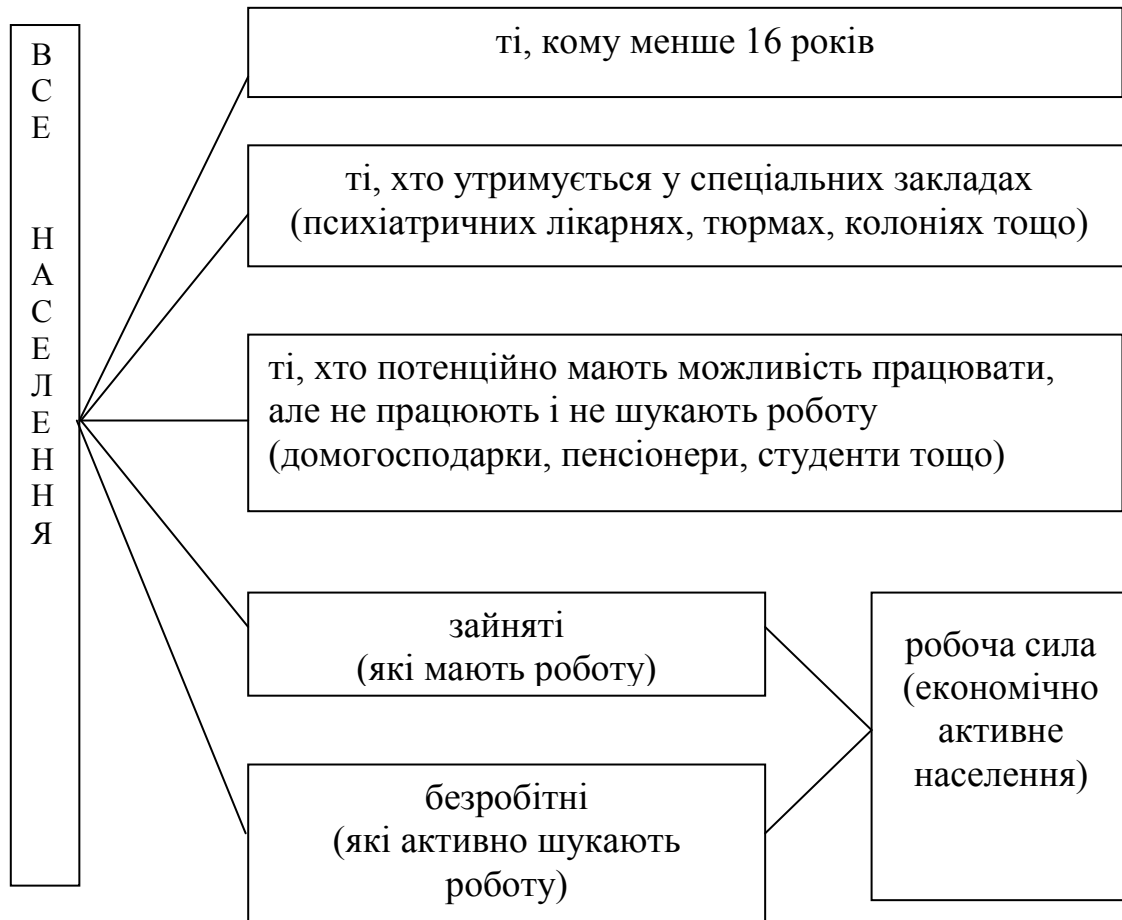 ВСЕ НАСЕЛЕННЯ
ті, кому менше 16 років
ті, хто утримується у спеціальних закладах
(психіатричних лікарнях, тюрмах, колоніях тощо)
ті, хто потенційно мають можливість працювати,
але не працюють і не шукають роботу
(домогосподарки, пенсіонери, студенти тощо)
зайняті
(які мають роботу)
безробітні
(які активно шукають
роботу)
робоча сила
(економічно
активне
населення)